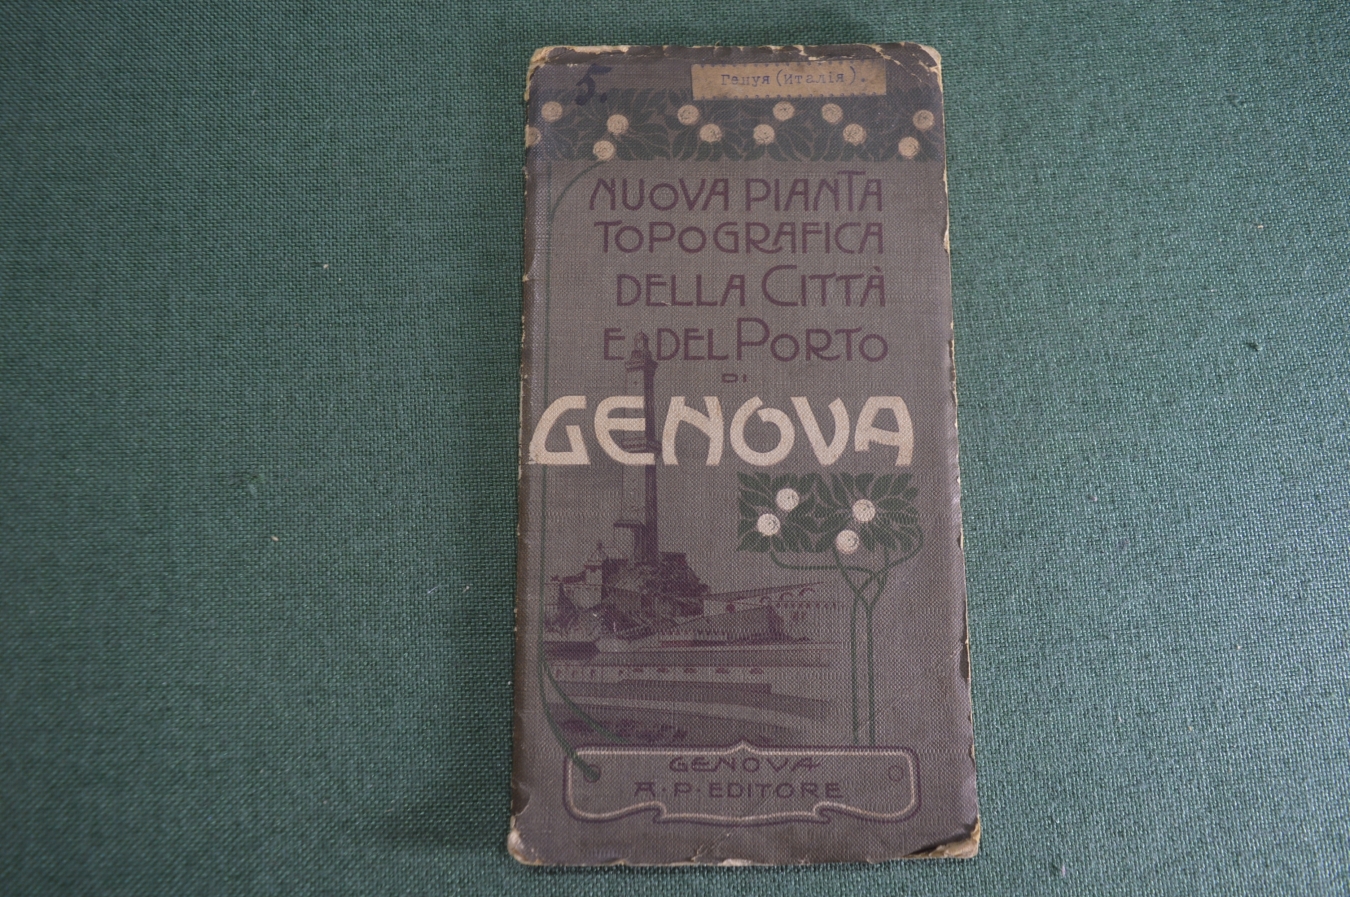 5.
Генуя (Италія).
NUOVA PIANTA
TOPOGRAFICA
DELLA CITTÀ
E DEL PORTO
DI
GENOVA
GENOVA
A·P·EDITORE